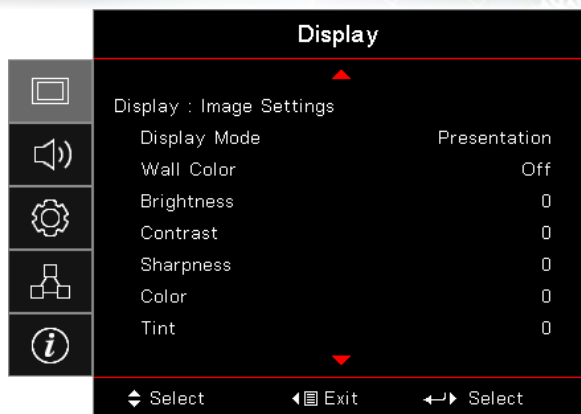 Display
Display : Image Settings
Display Mode Presentation
Wall Color Off
Brightness 0
Contrast 0
Sharpness 0
Color 0
Tint 0
Select Exit Select